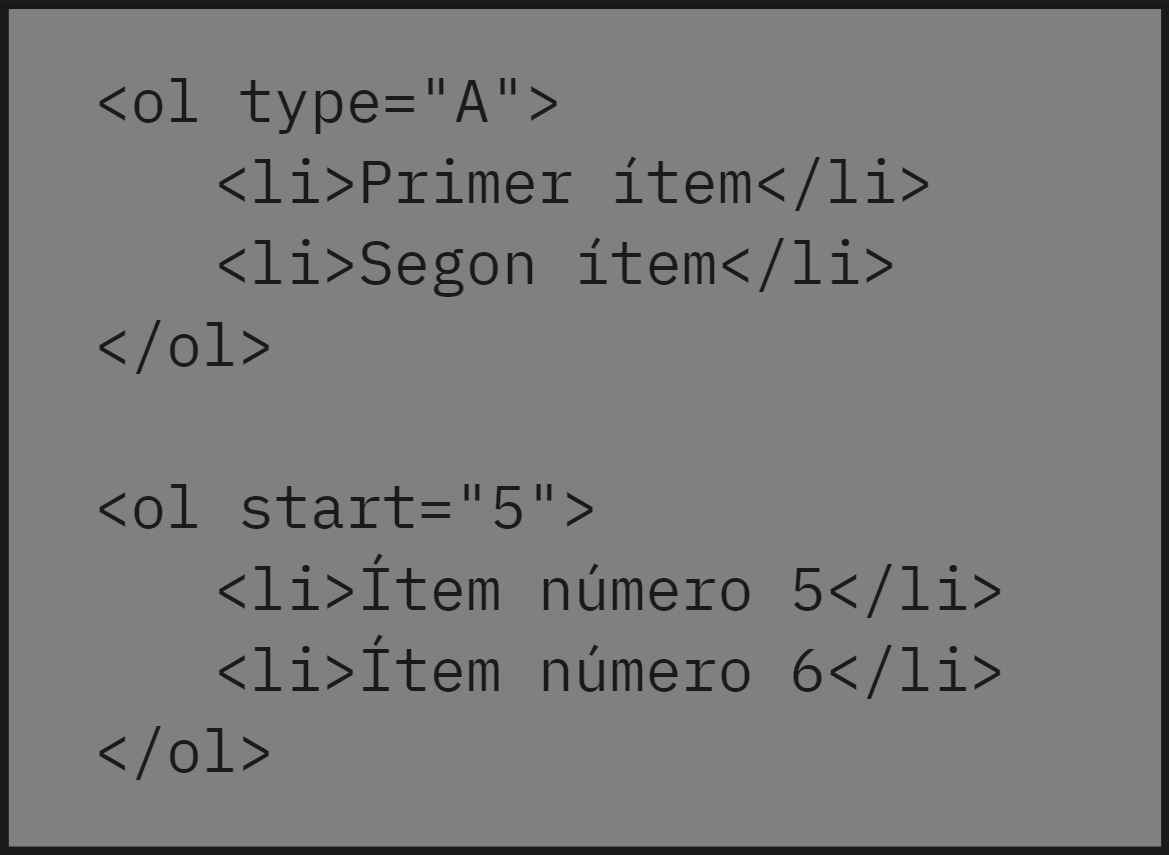 <ol type="A">
<li>Primer ítem</li>
<li>Segon ítem</li>
</ol>
<ol start="5">
<li>Ítem número 5</li>
<li>Ítem número 6</li>
</ol>